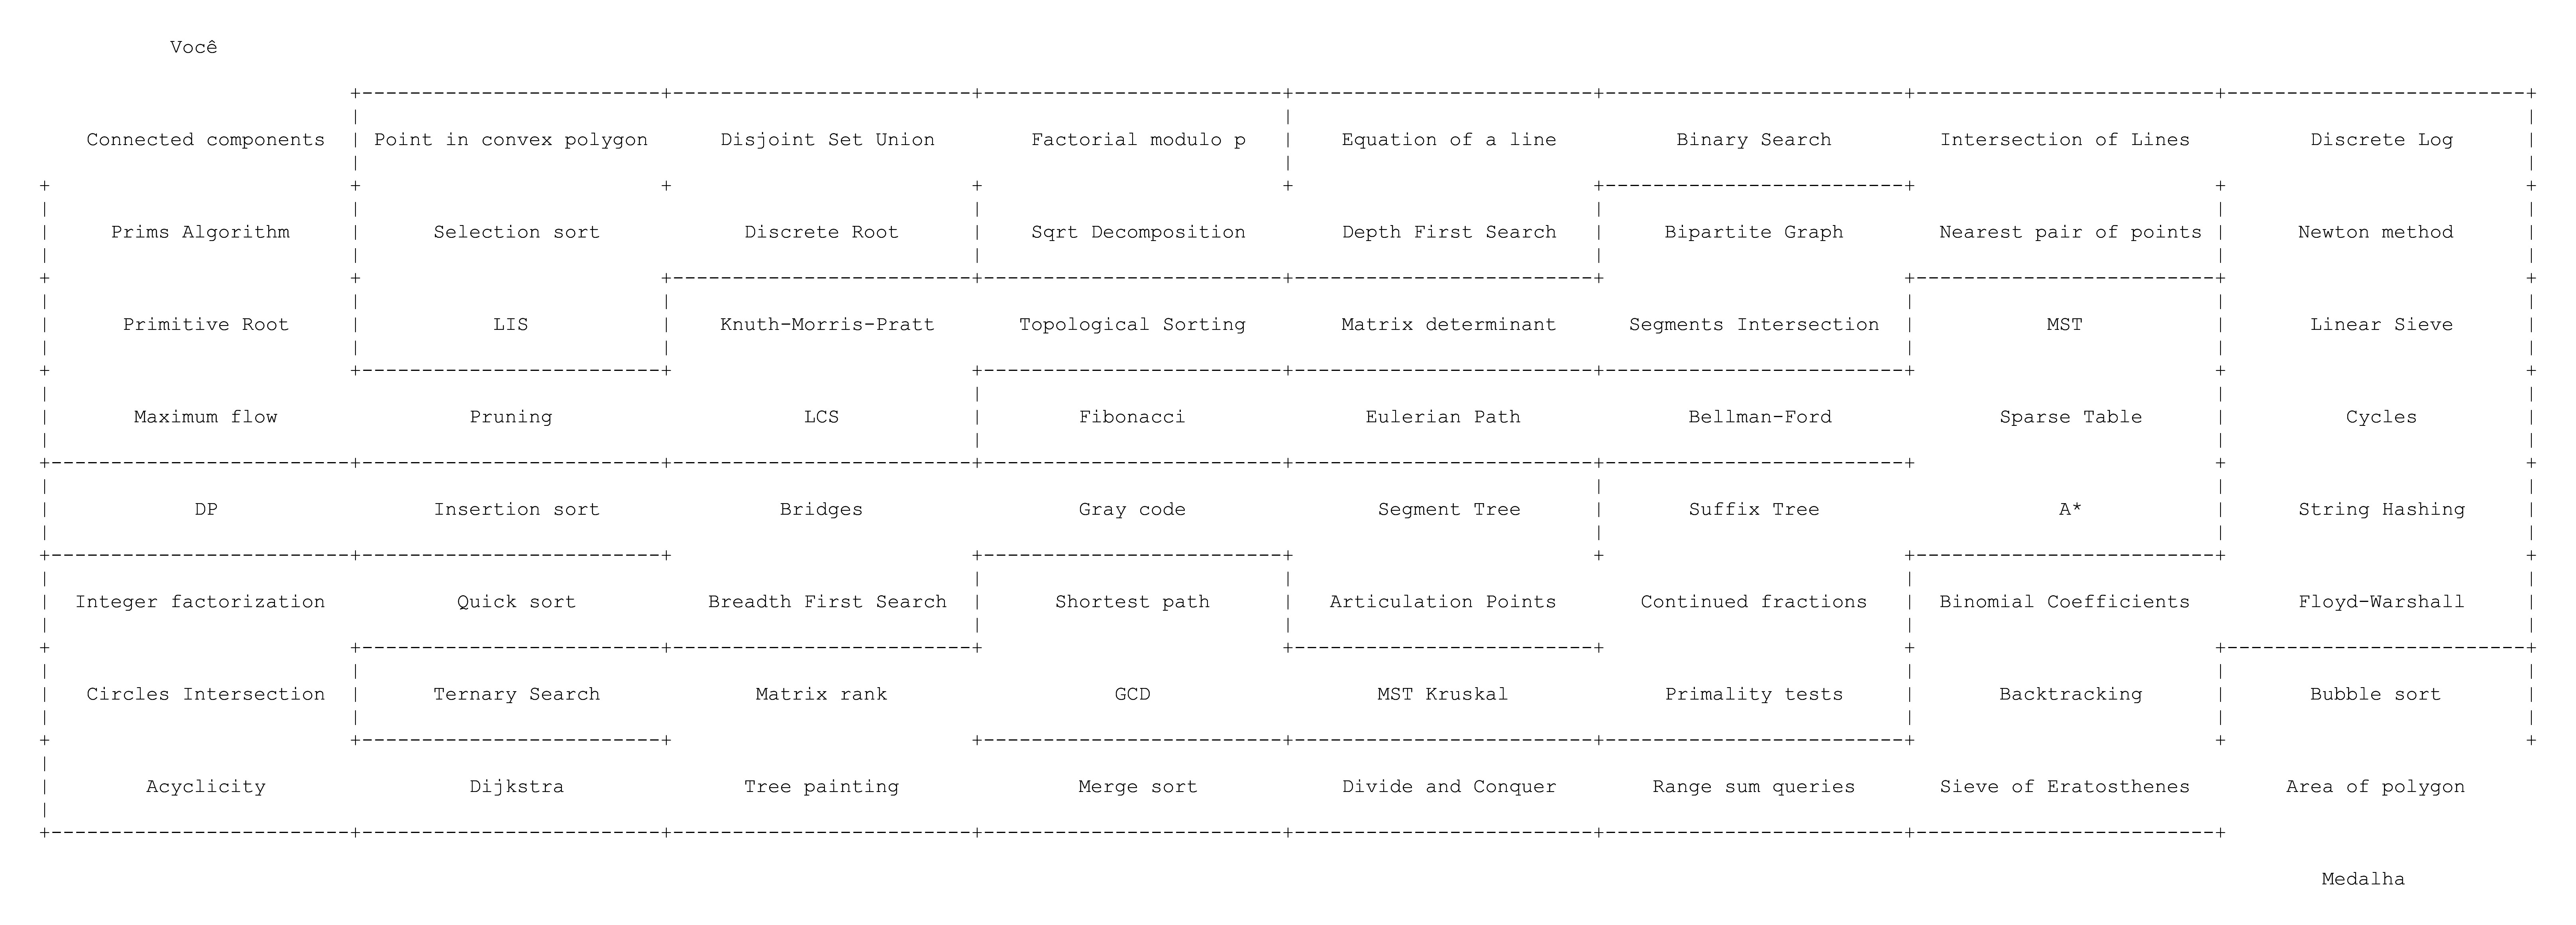 Você
Connected components Point in convex polygon Disjoint Set Union Factorial modulo p Equation of a line Binary Search Intersection of Lines Discrete Log
Prims Algorithm Selection sort Discrete Root Sqrt Decomposition Depth First Search Bipartite Graph Nearest pair of points Newton method
Primitive Root LIS Knuth-Morris-Pratt Topological Sorting Matrix determinant Segments Intersection MST Linear Sieve
Maximum flow Pruning LCS Fibonacci Eulerian Path Bellman-Ford Sparse Table Cycles
DP Insertion sort Bridges Gray code Segment Tree Suffix Tree A* String Hashing
Integer factorization Quick sort Breadth First Search Shortest path Articulation Points Continued fractions Binomial Coefficients Floyd-Warshall
Circles Intersection Ternary Search Matrix rank GCD MST Kruskal Primality tests Backtracking Bubble sort
Acyclicity Dijkstra Tree painting Merge sort Divide and Conquer Range sum queries Sieve of Eratosthenes Area of polygon
Medalha